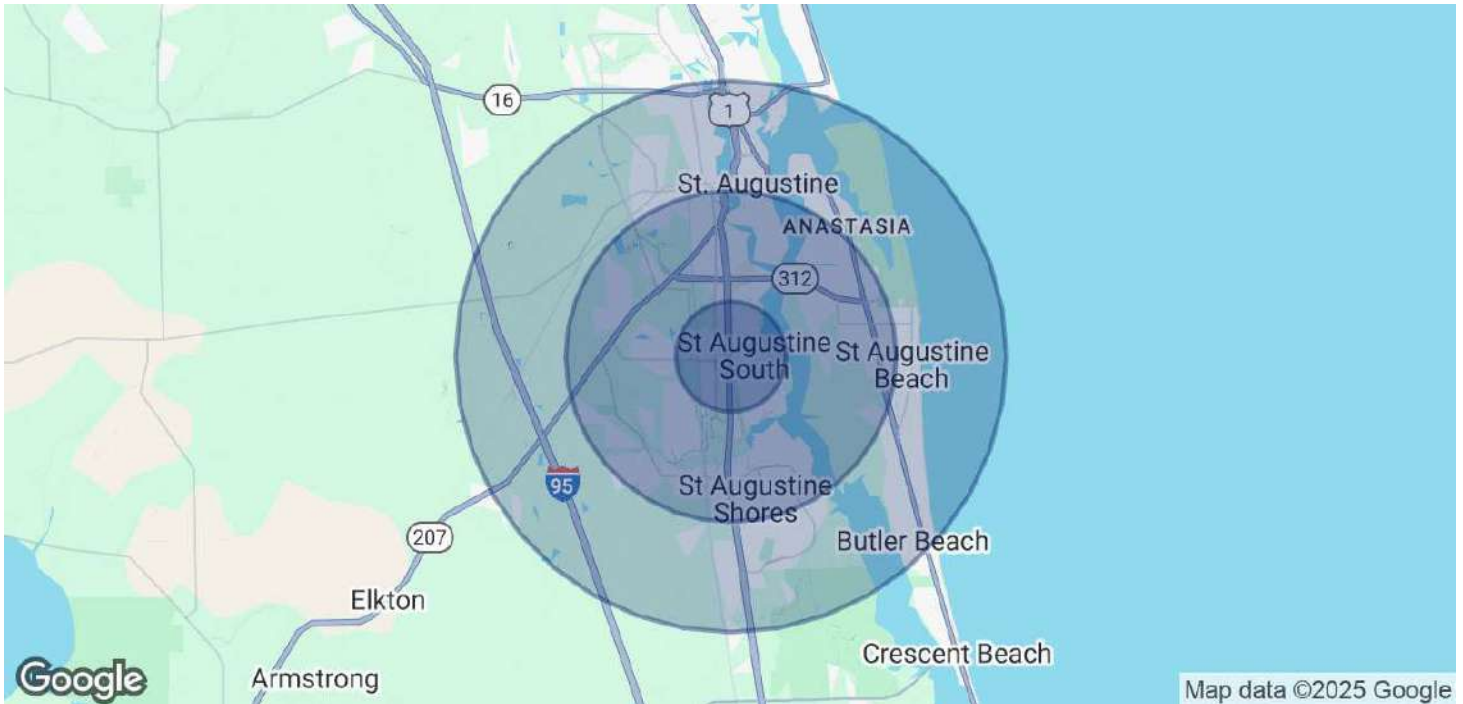 16
1
St. Augustine
ANASTASIA
312
St Augustine
South
St Augustine
Beach
95
St Augustine
Shores
207
Butler Beach
Elkton
Crescent Beach
Armstrong
Google
Map data ©2025 Google